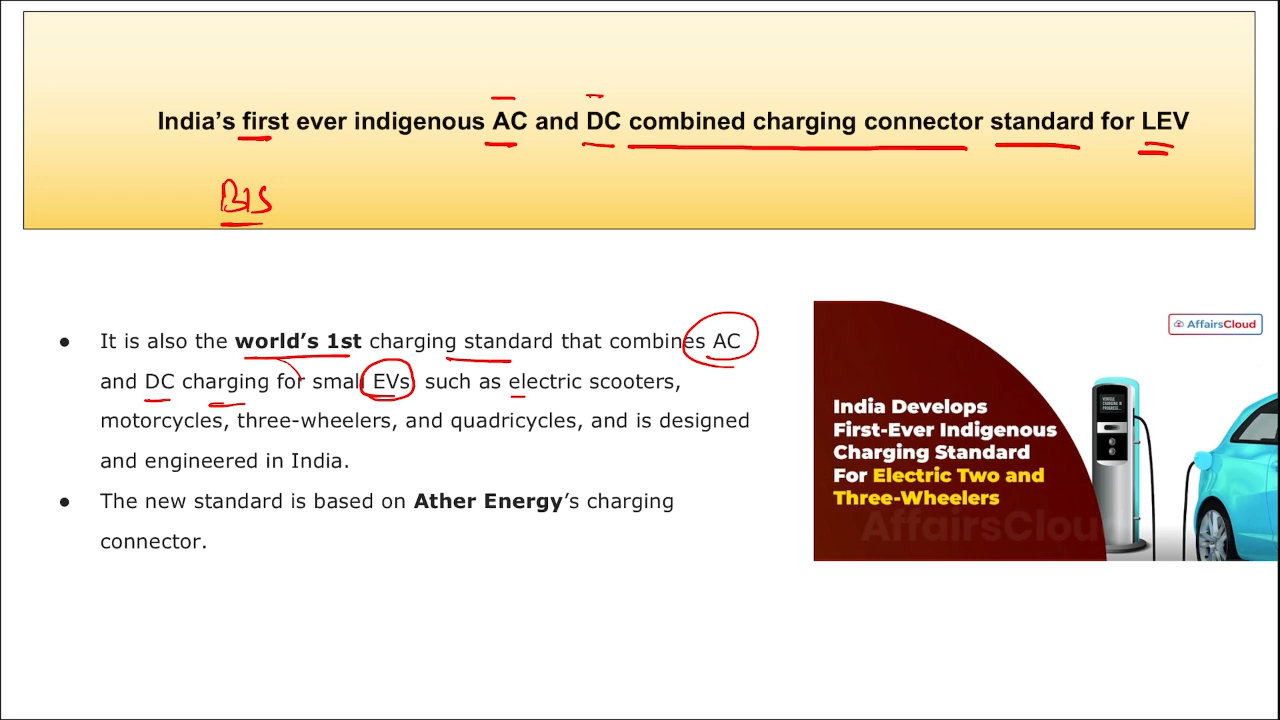 India's first ever indigenous AC and DC combined charging connector standard for LEV
BIS
● It is also the world's 1st charging standard that combines AC
and DC charging for small EVs such as electric scooters,
motorcycles, three-wheelers, and quadricycles, and is designed
and engineered in India.
● The new standard is based on Ather Energy's charging
connector.
AffairsCloud
India Develops
First-Ever Indigenous
Charging Standard
For Electric Two and
Three-Wheelers
AffairsCloud